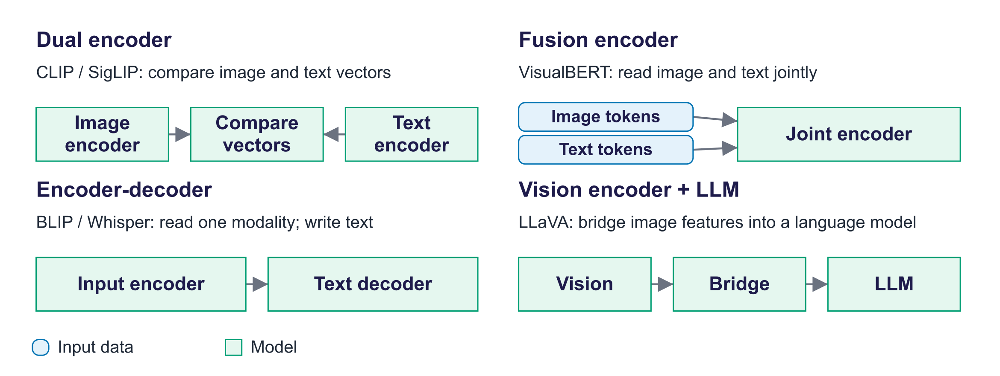 Dual encoder
CLIP / SigLIP: compare image and text vectors
Image
encoder
Compare
vectors
Text
encoder
Fusion encoder
VisualBERT: read image and text jointly
Image tokens
Text tokens
Joint encoder
Encoder-decoder
BLIP / Whisper: read one modality; write text
Input encoder
Text decoder
Vision encoder + LLM
LLaVA: bridge image features into a language model
Vision
Bridge
LLM
Input data
Model